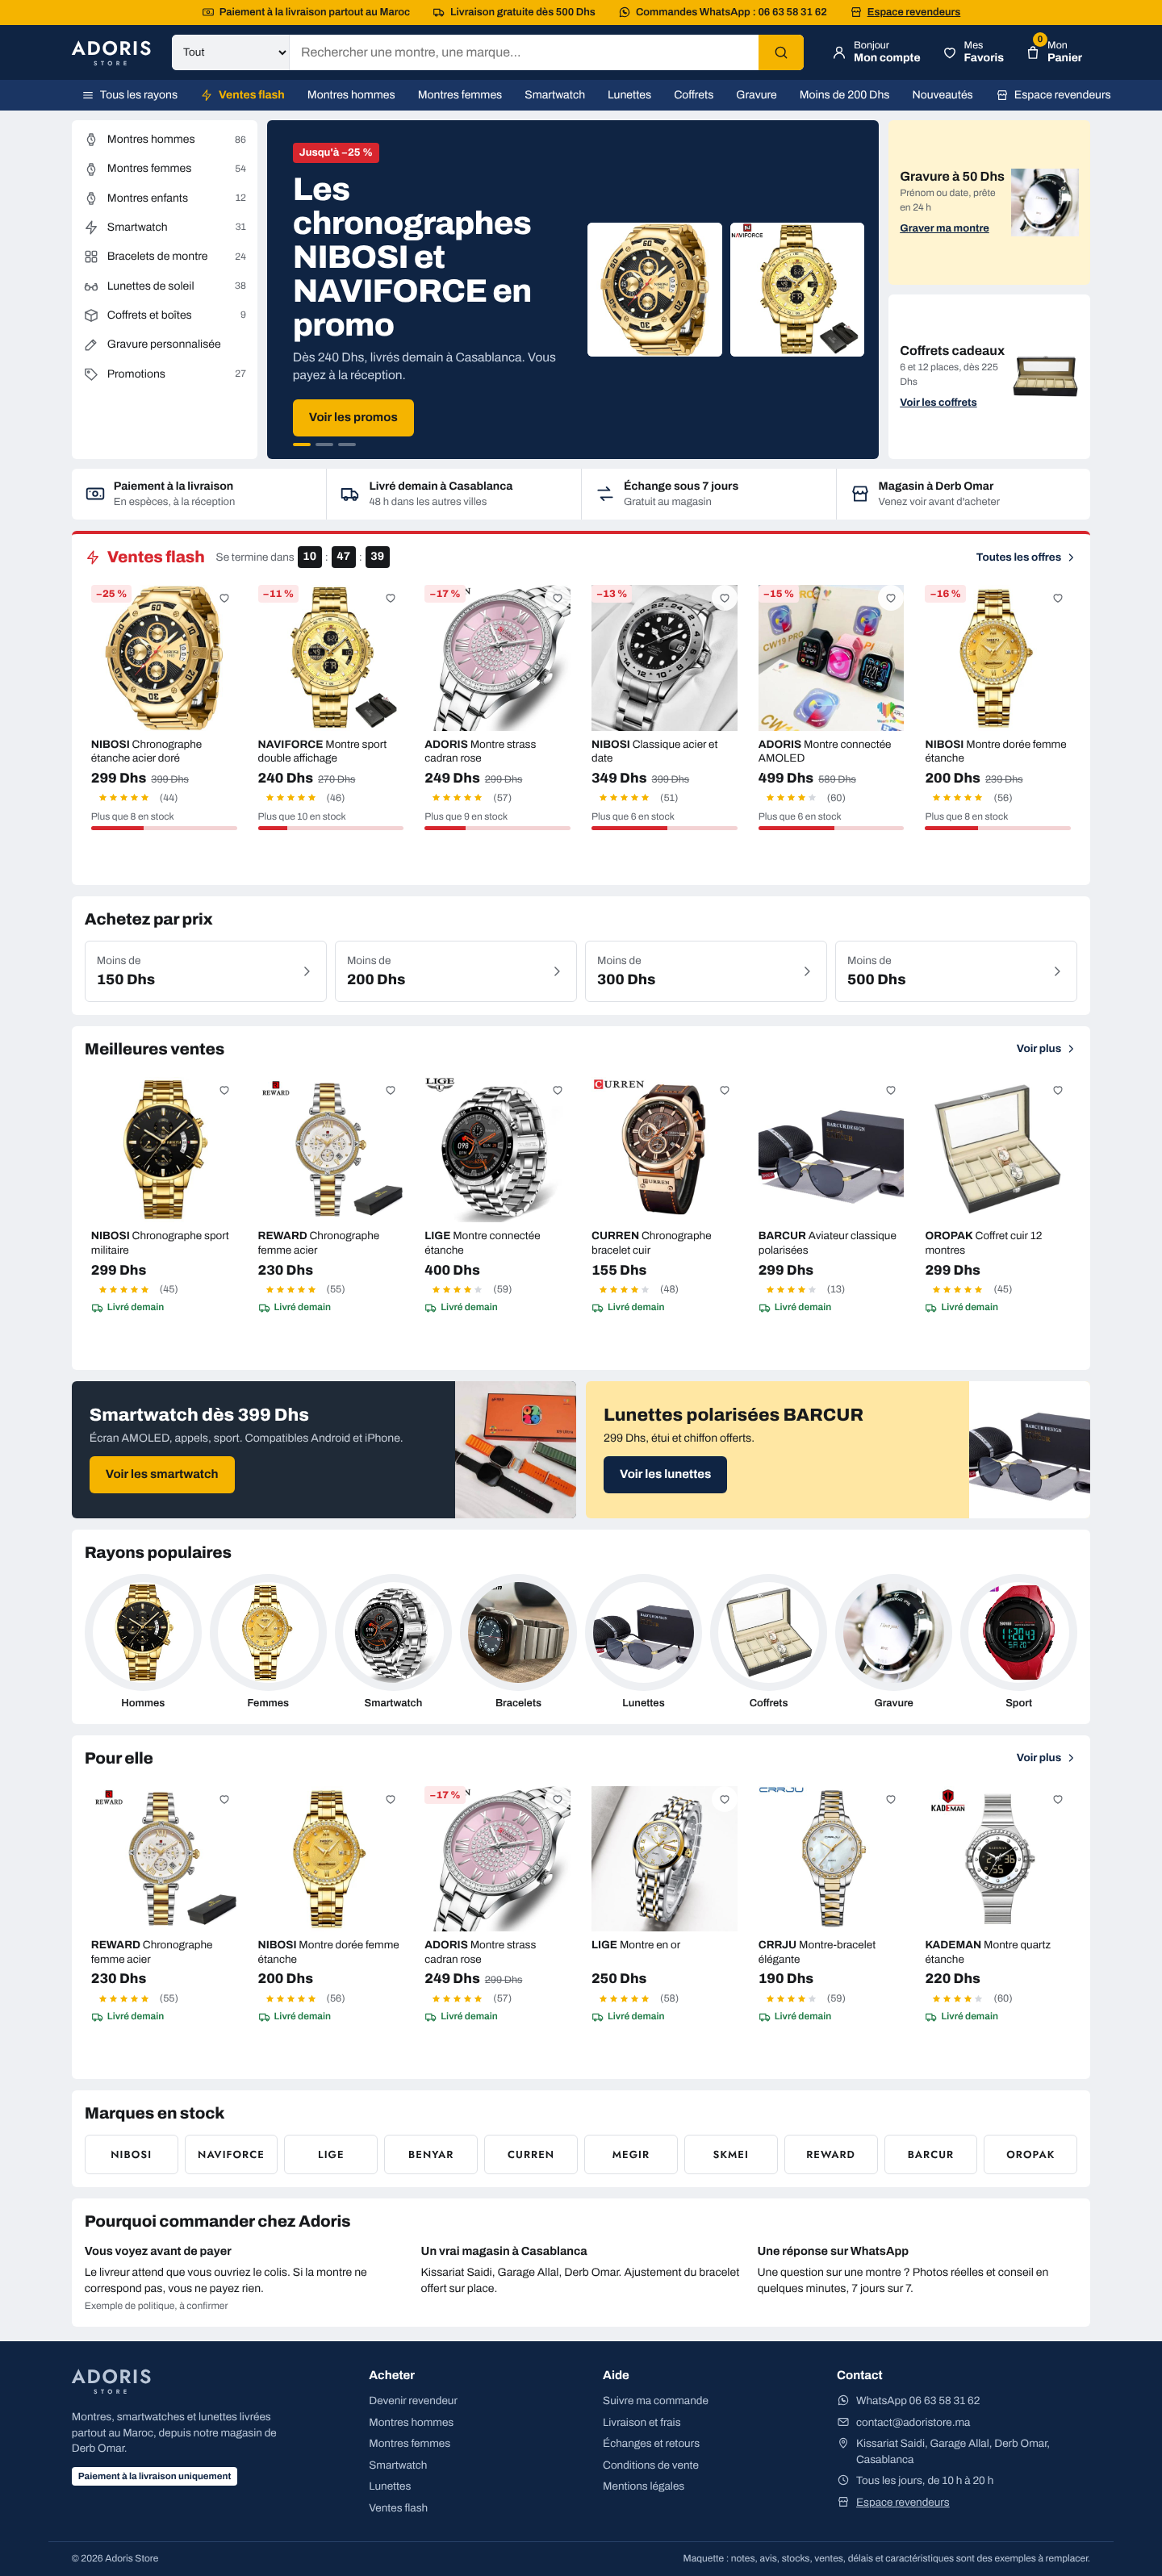 Paiement à la livraison partout au Maroc
Livraison gratuite dès 500 Dhs
Commandes WhatsApp : 06 63 58 31 62
Espace revendeurs
ADORIS
STORE
Tout
Rechercher une montre, une marque...
Bonjour
Mon compte
Mes
Favoris
0
Mon
Panier
Tous les rayons
Ventes flash
Montres hommes
Montres femmes
Smartwatch
Lunettes
Coffrets
Gravure
Moins de 200 Dhs
Nouveautés
Espace revendeurs
Montres hommes 86
Montres femmes 54
Montres enfants 12
Smartwatch 31
Bracelets de montre 24
Lunettes de soleil 38
Coffrets et boîtes 9
Gravure personnalisée
Promotions 27
Jusqu'à −25 %
Les
chronographes
NIBOSI et
NAVIFORCE en
promo
Dès 240 Dhs, livrés demain à Casablanca. Vous
payez à la réception.
Voir les promos
NAVIFORCE
Gravure à 50 Dhs
Prénom ou date, prête
en 24 h
Graver ma montre
Coffrets cadeaux
6 et 12 places, dès 225
Dhs
Voir les coffrets
Paiement à la livraison
En espèces, à la réception
Livré demain à Casablanca
48 h dans les autres villes
Échange sous 7 jours
Gratuit au magasin
Magasin à Derb Omar
Venez voir avant d'acheter
Ventes flash
Se termine dans 10 : 47 : 39
Toutes les offres
−25 %
NIBOSI Chronographe
étanche acier doré
299 Dhs 399 Dhs
(44)
Plus que 8 en stock
−11 %
NAVIFORCE Montre sport
double affichage
240 Dhs 270 Dhs
(46)
Plus que 10 en stock
−17 %
ADORIS Montre strass
cadran rose
249 Dhs 299 Dhs
(57)
Plus que 9 en stock
−13 %
NIBOSI Classique acier et
date
349 Dhs 399 Dhs
(51)
Plus que 6 en stock
−15 %
CW19 PRO
ADORIS Montre connectée
AMOLED
499 Dhs 589 Dhs
(60)
Plus que 6 en stock
−16 %
NIBOSI Montre dorée femme
étanche
200 Dhs 239 Dhs
(56)
Plus que 8 en stock
Achetez par prix
Moins de
150 Dhs
Moins de
200 Dhs
Moins de
300 Dhs
Moins de
500 Dhs
Meilleures ventes
Voir plus
NIBOSI Chronographe sport
militaire
299 Dhs
(45)
Livré demain
REWARD
REWARD Chronographe
femme acier
230 Dhs
(55)
Livré demain
LIGE
LIGE Montre connectée
étanche
400 Dhs
(59)
Livré demain
CURREN
CURREN Chronographe
bracelet cuir
155 Dhs
(48)
Livré demain
BARCUR DESIGN
BARCUR Aviateur classique
polarisées
299 Dhs
(13)
Livré demain
OROPAK Coffret cuir 12
montres
299 Dhs
(45)
Livré demain
Smartwatch dès 399 Dhs
Écran AMOLED, appels, sport. Compatibles Android et iPhone.
Voir les smartwatch
Lunettes polarisées BARCUR
299 Dhs, étui et chiffon offerts.
Voir les lunettes
BARCUR DESIGN
Rayons populaires
Hommes
Femmes
Smartwatch
Bracelets
Lunettes
Coffrets
Gravure
Sport
Pour elle
Voir plus
REWARD
REWARD Chronographe
femme acier
230 Dhs
(55)
Livré demain
NIBOSI Montre dorée femme
étanche
200 Dhs
(56)
Livré demain
−17 %
ADORIS Montre strass
cadran rose
249 Dhs 299 Dhs
(57)
Livré demain
LIGE Montre en or
250 Dhs
(58)
Livré demain
CRRJU
CRRJU Montre-bracelet
élégante
190 Dhs
(59)
Livré demain
KADEMAN
KADEMAN Montre quartz
étanche
220 Dhs
(60)
Livré demain
Marques en stock
NIBOSI
NAVIFORCE
LIGE
BENYAR
CURREN
MEGIR
SKMEI
REWARD
BARCUR
OROPAK
Pourquoi commander chez Adoris
Vous voyez avant de payer
Le livreur attend que vous ouvriez le colis. Si la montre ne
correspond pas, vous ne payez rien.
Exemple de politique, à confirmer
Un vrai magasin à Casablanca
Kissariat Saidi, Garage Allal, Derb Omar. Ajustement du bracelet
offert sur place.
Une réponse sur WhatsApp
Une question sur une montre ? Photos réelles et conseil en
quelques minutes, 7 jours sur 7.
ADORIS
STORE
Montres, smartwatches et lunettes livrées
partout au Maroc, depuis notre magasin de
Derb Omar.
Paiement à la livraison uniquement
Acheter
Devenir revendeur
Montres hommes
Montres femmes
Smartwatch
Lunettes
Ventes flash
Aide
Suivre ma commande
Livraison et frais
Échanges et retours
Conditions de vente
Mentions légales
Contact
WhatsApp 06 63 58 31 62
contact@adoristore.ma
Kissariat Saidi, Garage Allal, Derb Omar,
Casablanca
Tous les jours, de 10 h à 20 h
Espace revendeurs
© 2026 Adoris Store
Maquette : notes, avis, stocks, ventes, délais et caractéristiques sont des exemples à remplacer.